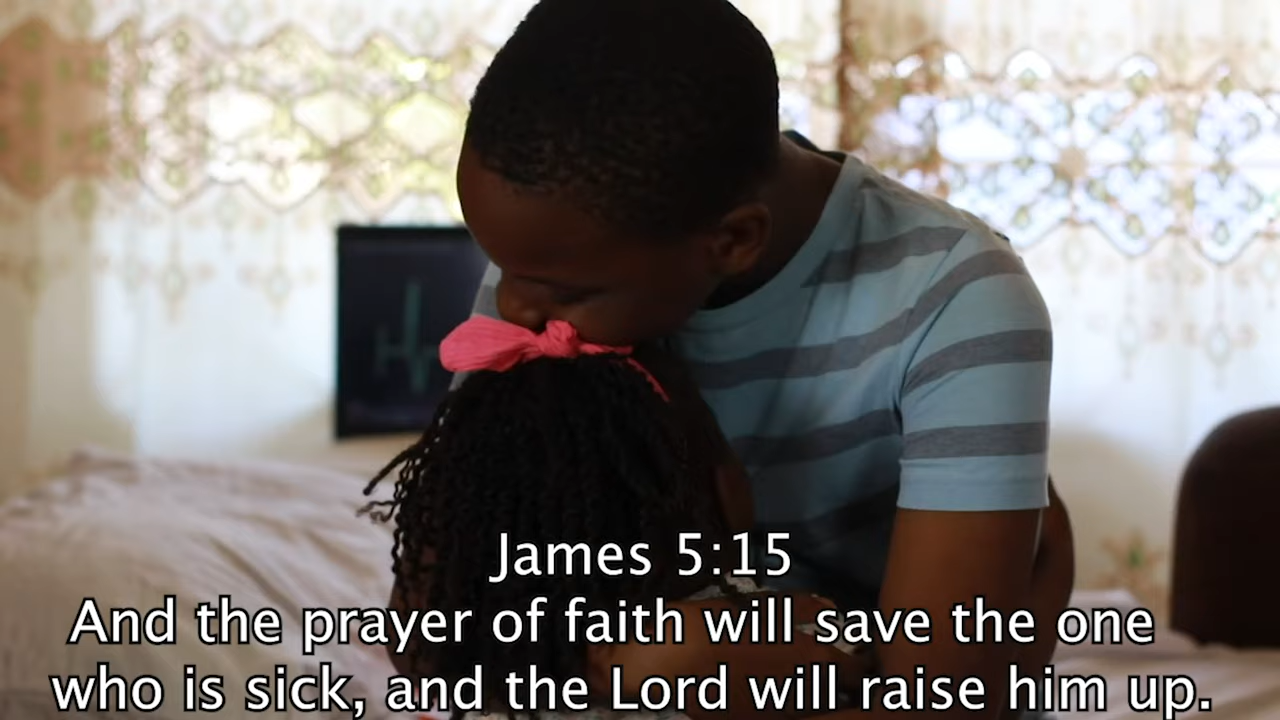 James 5:15
And the prayer of faith will save the one
who is sick, and the Lord will raise him up.